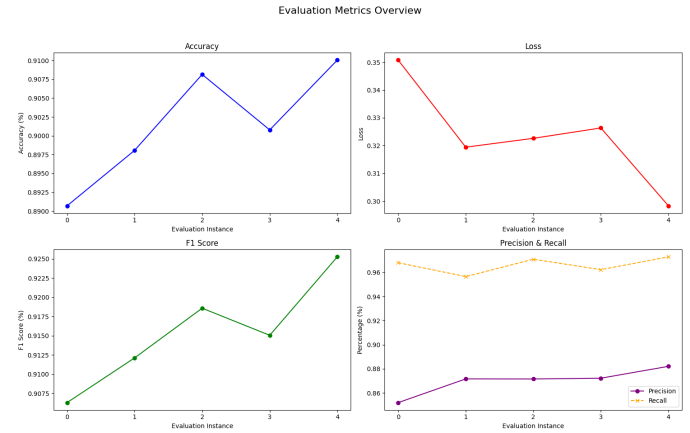 Evaluation Metrics Overview
Accuracy
Accuracy (%)
0.9100
0.9075
0.9050
0.9025
0.9000
0.8975
0.8950
0.8925
0.8900
0 1 2 3 4
Evaluation Instance
Loss
Loss
0.35
0.34
0.33
0.32
0.31
0.30
0 1 2 3 4
Evaluation Instance
F1 Score
F1 Score (%)
0.9250
0.9225
0.9200
0.9175
0.9150
0.9125
0.9100
0.9075
0 1 2 3 4
Evaluation Instance
Precision & Recall
Percentage (%)
0.96
0.94
0.92
0.90
0.88
0.86
Precision
Recall
0 1 2 3 4
Evaluation Instance